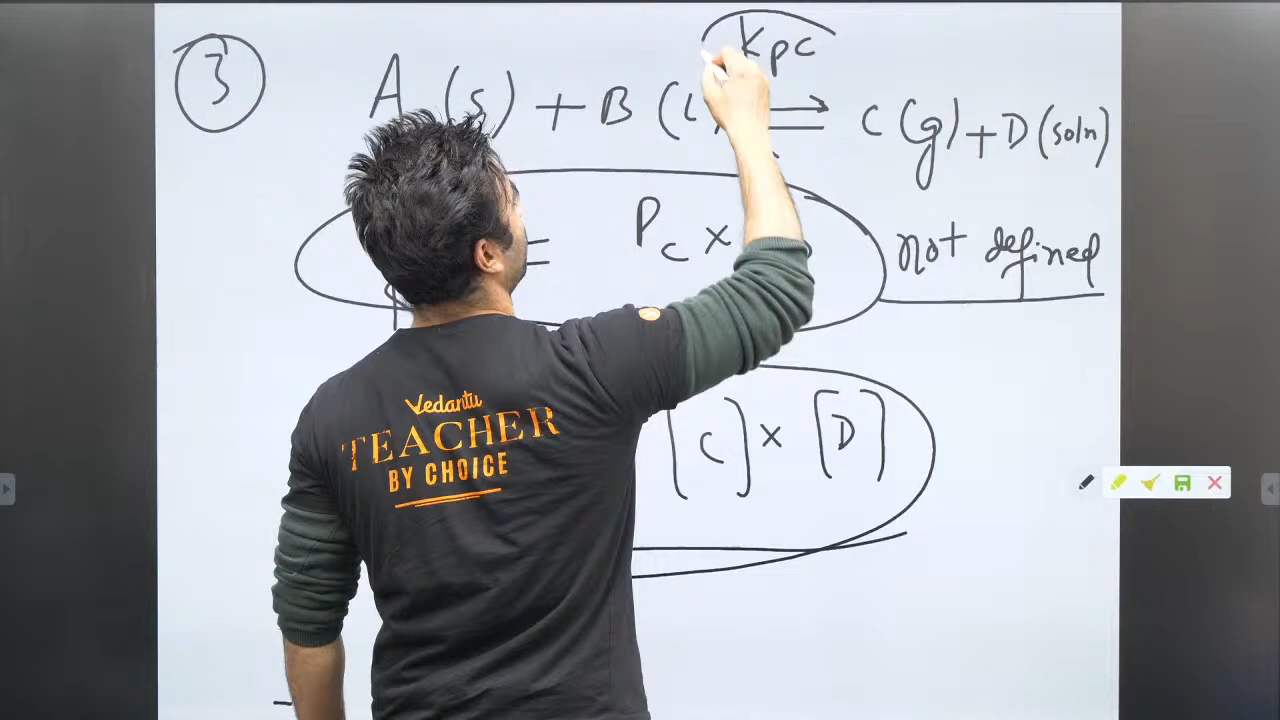 ③ Kpc
A (s) + B (l ⇌ C (g) + D (soln)
= Pc × not defined
[C] × [D]
Vedantu
TEACHER
BY CHOICE